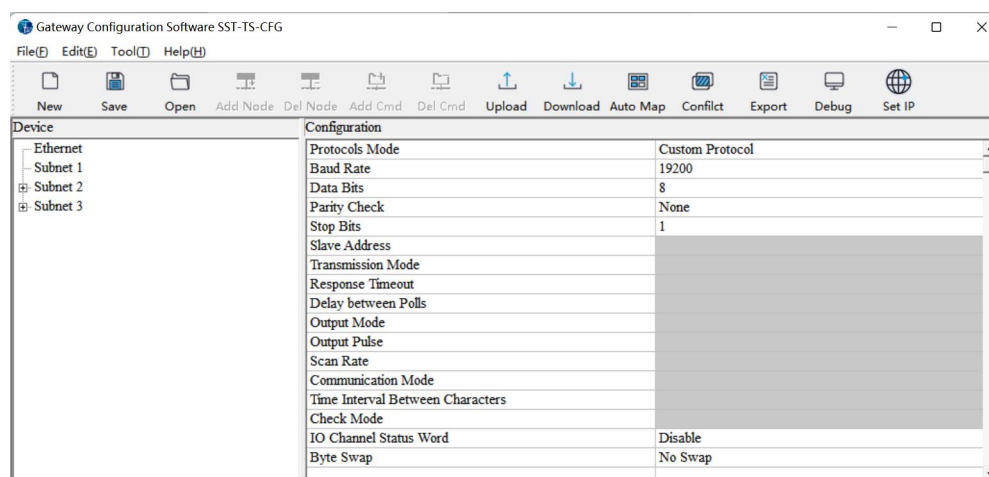 Gateway Configuration Software SST-TS-CFG
File(F) Edit(E) Tool(T) Help(H)
New Save Open Add Node Del Node Add Cmd Del Cmd Upload Download Auto Map Confilct Export Debug Set IP
Device Configuration
Ethernet
Subnet 1
Subnet 2
Subnet 3
Protocols Mode Custom Protocol
Baud Rate 19200
Data Bits 8
Parity Check None
Stop Bits 1
Slave Address
Transmission Mode
Response Timeout
Delay between Polls
Output Mode
Output Pulse
Scan Rate
Communication Mode
Time Interval Between Characters
Check Mode
IO Channel Status Word Disable
Byte Swap No Swap